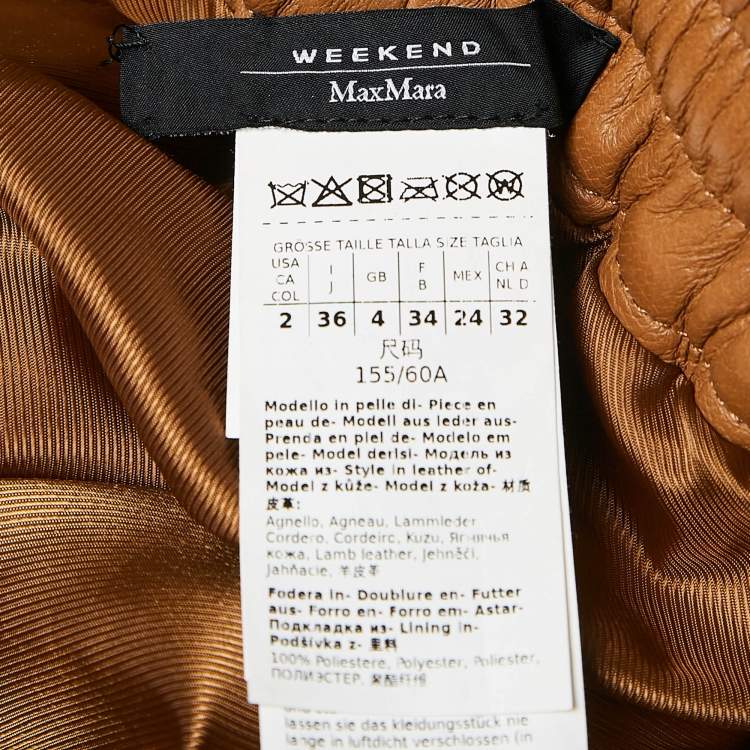 WEEKEND
MaxMara
GRÖSSE TAILLE TALLA SIZE TAGLIA
USA CA COL I J GB F B MEX CH A NL D
2 36 4 34 24 32
尺码
155/60A
Modello in pelle di- Piece en
peau de- Modell aus leder aus-
Prenda en piel de- Modelo em
pele- Model derisi- Модель из
кожа из- Style in leather of-
Model z kůže- Model z koža- 材质
皮革:
Agnello, Agneau, Lammleder
Cordero, Cordeirc, Kuzu, Ягничья
кожа, Lamb leather, Jehněčí,
Jahňacie, 羊皮革
Fodera in- Doublure en- Futter
aus- Forro en- Forro em- Astar-
Подкладка из- Lining in-
Podšívka z- 里料
100% Poliestere, Polyester, Poliester,
ПОЛИЭСТЕР, 聚酯纤维
und cire
lassen sie das kleidungsstück nie
lange in luftdicht verschlossen (in